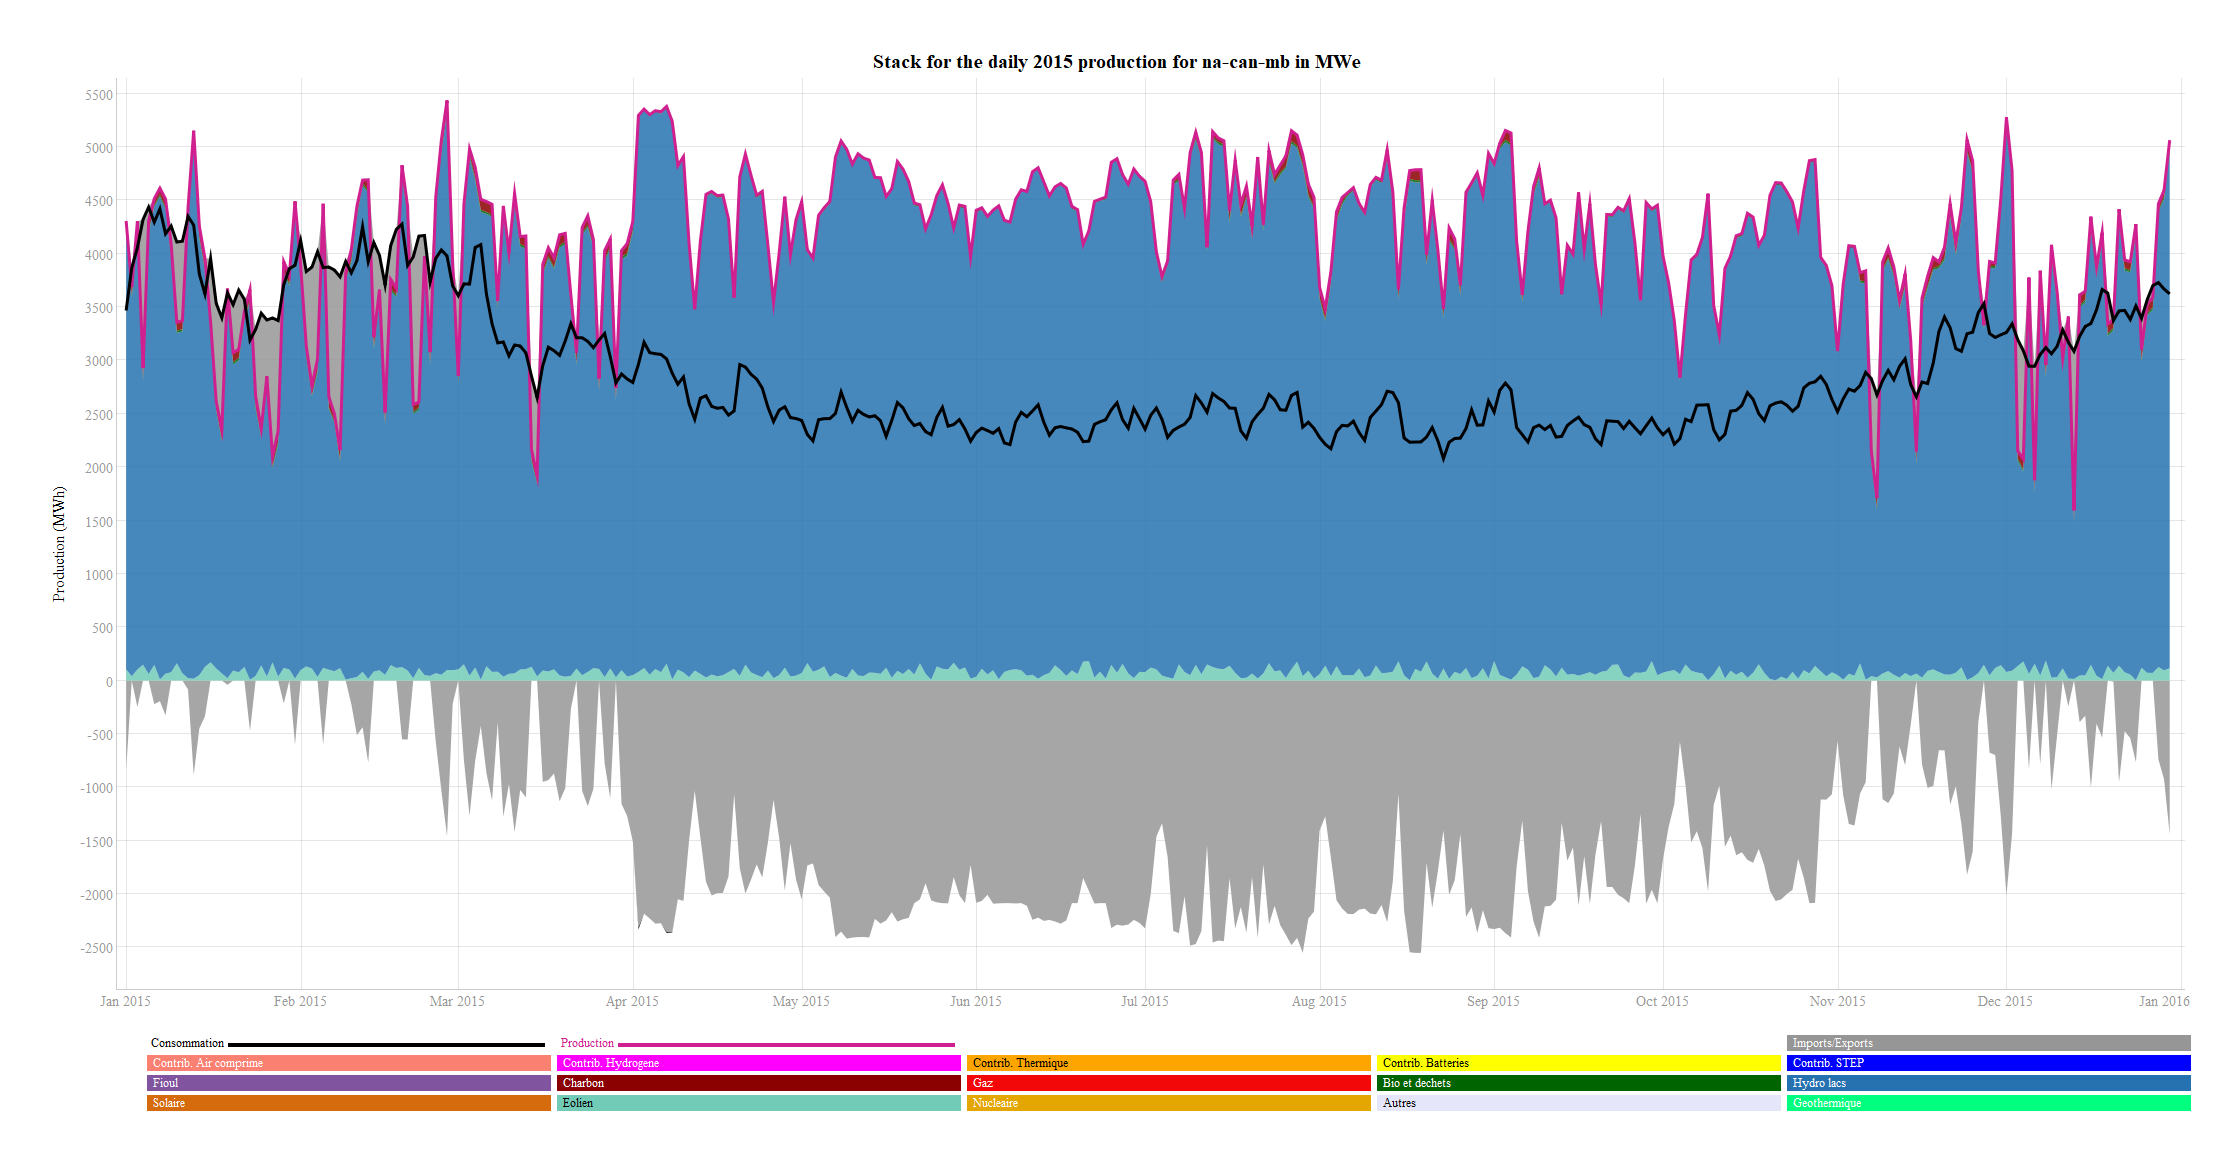 Stack for the daily 2015 production for na-can-mb in MWe
5500
5000
4500
4000
3500
3000
2500
2000
1500
1000
500
0
-500
-1000
-1500
-2000
-2500
Production (MWh)
Jan 2015 Feb 2015 Mar 2015 Apr 2015 May 2015 Jun 2015 Jul 2015 Aug 2015 Sep 2015 Oct 2015 Nov 2015 Dec 2015 Jan 2016
Consommation Production Imports/Exports
Contrib. Air comprime Contrib. Hydrogene Contrib. Thermique Contrib. Batteries Contrib. STEP
Fioul Charbon Gaz Bio et dechets Hydro lacs
Solaire Eolien Nucleaire Autres Geothermique